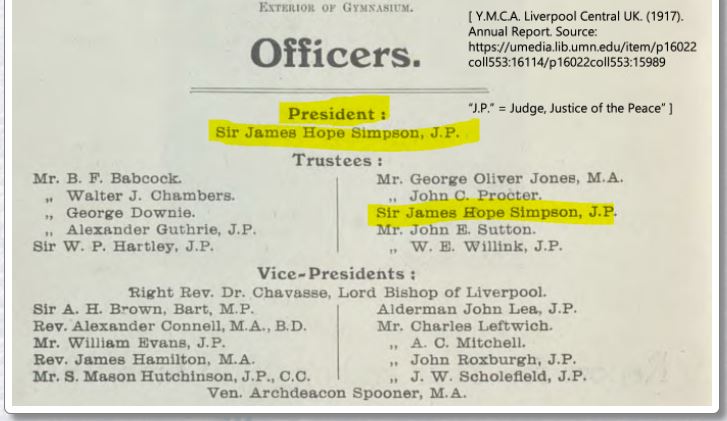 EXTERIOR OF GYMNASIUM.
[ Y.M.C.A. Liverpool Central UK. (1917).
Annual Report. Source:
https://umedia.lib.umn.edu/item/p16022
coll553:16114/p16022coll553:15989
"J.P." = Judge, Justice of the Peace" ]
Officers.
President :
Sir James Hope Simpson, J.P.
Trustees :
Mr. B. F. Babcock.
„ Walter J. Chambers.
„ George Downie.
„ Alexander Guthrie, J.P.
Sir W. P. Hartley, J.P.
Mr. George Oliver Jones, M.A.
„ John C. Procter.
Sir James Hope Simpson, J.P.
Mr. John E. Sutton.
„ W. E. Willink, J.P.
Vice-Presidents :
Right Rev. Dr. Chavasse, Lord Bishop of Liverpool.
Sir A. H. Brown, Bart, M.P.
Rev. Alexander Connell, M.A., B.D.
Mr. William Evans, J.P.
Rev. James Hamilton, M.A.
Mr. S. Mason Hutchinson, J.P., C.C.
Alderman John Lea, J.P.
Mr. Charles Leftwich.
„ A. C. Mitchell.
„ John Roxburgh, J.P.
„ J. W. Scholefield, J.P.
Ven. Archdeacon Spooner, M.A.